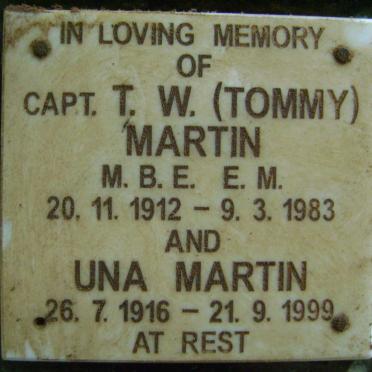 IN LOVING MEMORY
OF
CAPT. T. W. (TOMMY)
MARTIN
M. B. E. E. M.
20. 11. 1912 – 9. 3. 1983
AND
UNA MARTIN
26. 7. 1916 – 21. 9. 1999
AT REST